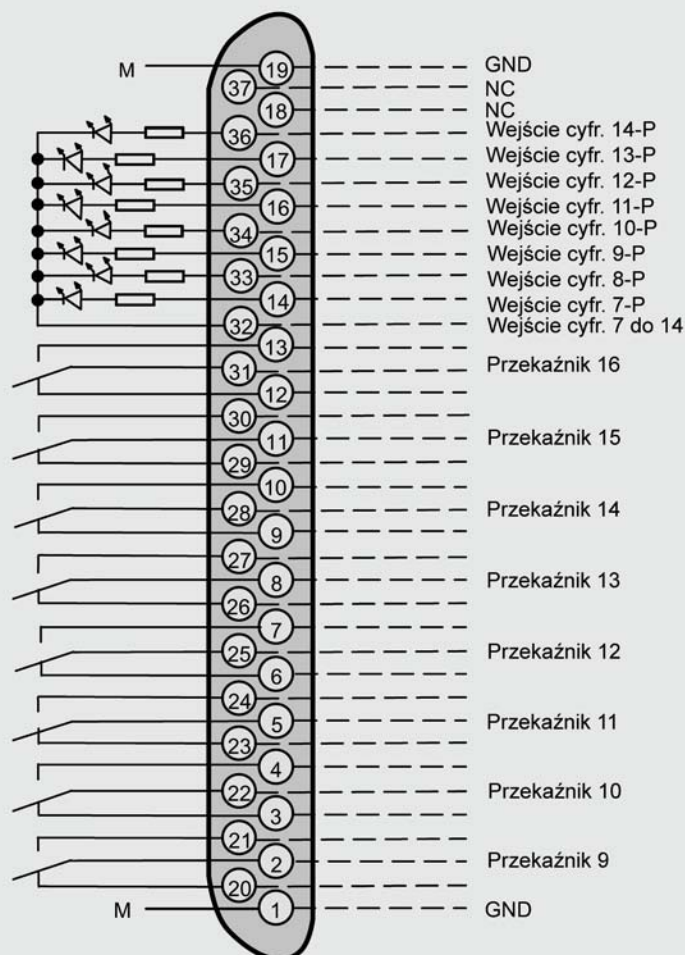 M 19 GND
37 NC
18 NC
36 Wejście cyfr. 14-P
17 Wejście cyfr. 13-P
35 Wejście cyfr. 12-P
16 Wejście cyfr. 11-P
34 Wejście cyfr. 10-P
15 Wejście cyfr. 9-P
33 Wejście cyfr. 8-P
14 Wejście cyfr. 7-P
32 Wejście cyfr. 7 do 14
13
31 Przekaźnik 16
12
30
11 Przekaźnik 15
29
10
28 Przekaźnik 14
9
27
8 Przekaźnik 13
26
7
25 Przekaźnik 12
6
24
5 Przekaźnik 11
23
4
22 Przekaźnik 10
3
21
2 Przekaźnik 9
20
M 1 GND